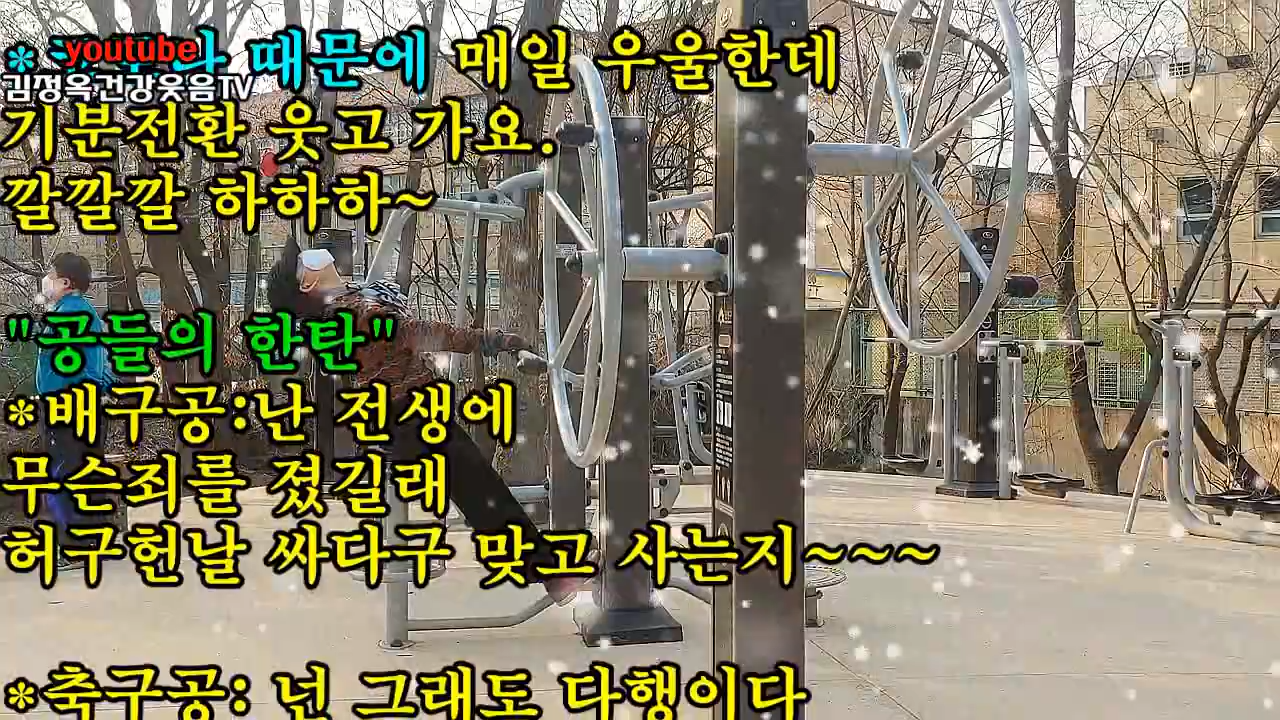 youtube
김정옥건강웃음TV
* 때문에 매일 우울한데
기분전환 웃고 가요.
깔깔깔 하하하~
"공들의 한탄"
*배구공:난 전생에
무슨죄를 졌길래
허구헌날 싸다구 맞고 사는지~~~
*축구공: 넌 그래도 다행이다